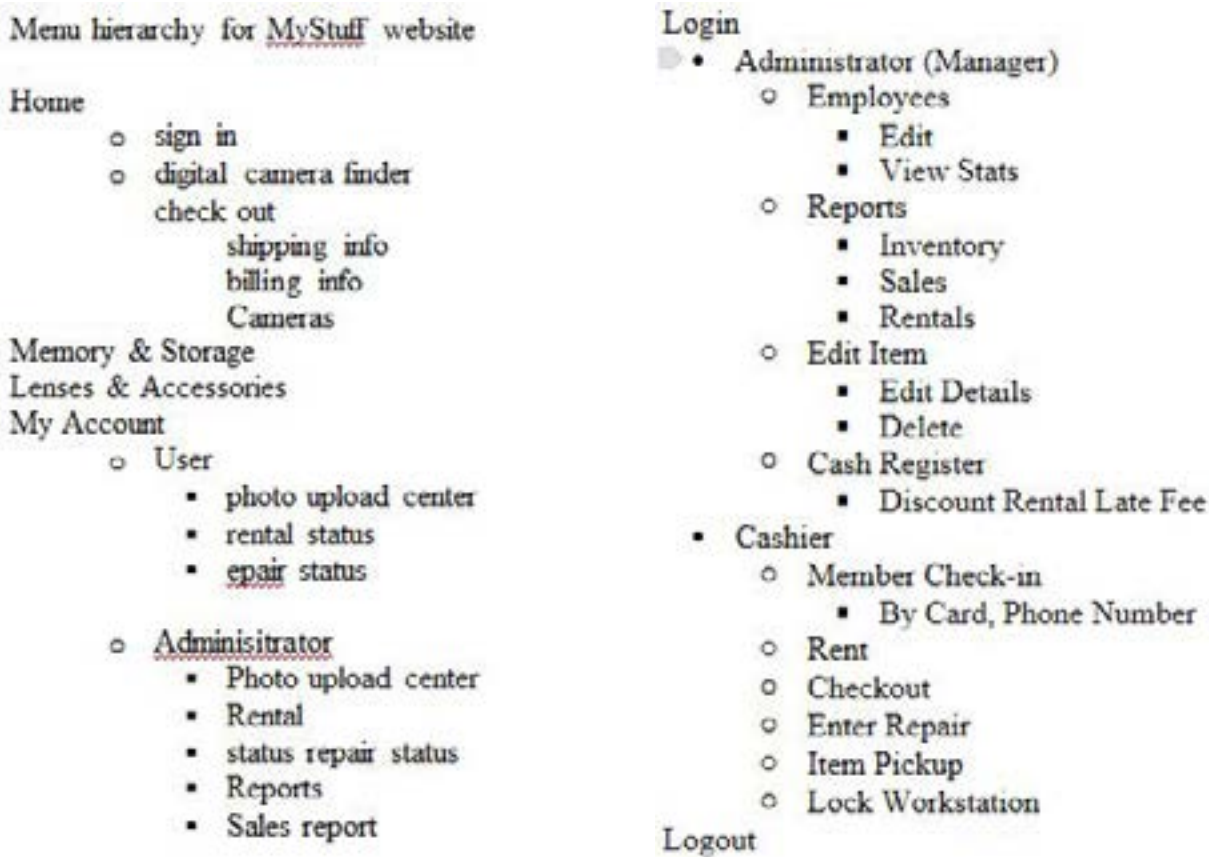 Menu hierarchy for MyStuff website
Home
sign in
digital camera finder
check out
shipping info
billing info
Cameras
Memory & Storage
Lenses & Accessories
My Account
User
photo upload center
rental status
epair status
Adminisitrator
Photo upload center
Rental
status repair status
Reports
Sales report
Login
Administrator (Manager)
Employees
Edit
View Stats
Reports
Inventory
Sales
Rentals
Edit Item
Edit Details
Delete
Cash Register
Discount Rental Late Fee
Cashier
Member Check-in
By Card, Phone Number
Rent
Checkout
Enter Repair
Item Pickup
Lock Workstation
Logout